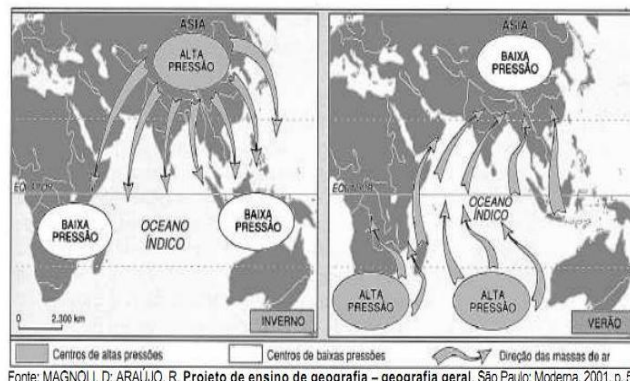 ÁSIA
ALTA
PRESSÃO
EQUADOR
BAIXA
PRESSÃO
OCEANO
ÍNDICO
BAIXA
PRESSÃO
0 2.300 km
INVERNO
ÁSIA
BAIXA
PRESSÃO
EQUADOR
OCEANO
ÍNDICO
ALTA
PRESSÃO
ALTA
PRESSÃO
VERÃO
Centros de altas pressões
Centros de baixas pressões
Direção das massas de ar
Fonte: MAGNOLI, D; ARAÚJO, R. Projeto de ensino de geografia – geografia geral. São Paulo: Moderna, 2001, p.